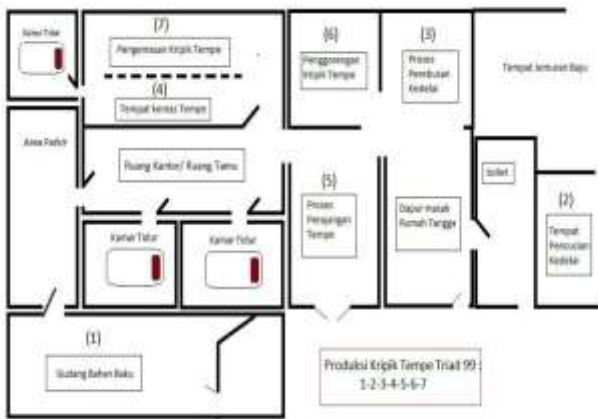 Kamar Tidur
(7)
Pengemasan Kripik Tempe
(4)
Tempat kemas Tempe
(6)
Penggorengan
Kripik Tempe
(3)
Proses
Perebusan
Kedelai
Tempat Jemuran Baju
Area Parkir
Ruang Kantor/ Ruang Tamu
(5)
Proses
Tempe
Dapur masak
Rumah Tangga
toilet
(2)
Tempat
Pencucian
Kedelai
Kamar Tidur
Kamar Tidur
(1)
Gudang Bahan Baku
Produksi Kripik Tempe Triad 99 :
1-2-3-4-5-6-7